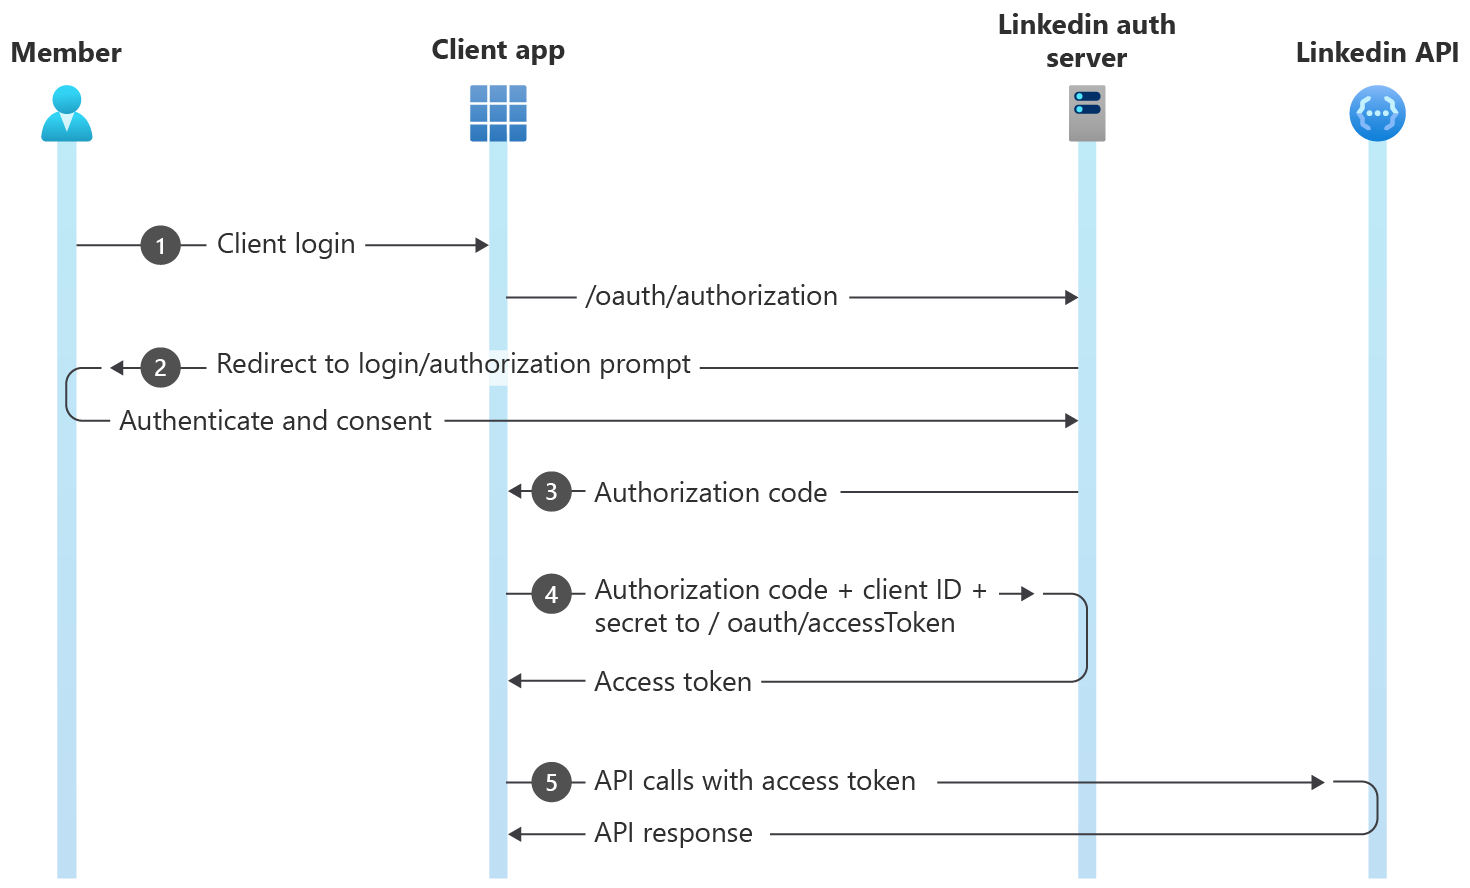 Member
Client app
Linkedin auth
server
Linkedin API
1 Client login
/oauth/authorization
2 Redirect to login/authorization prompt
Authenticate and consent
3 Authorization code
4 Authorization code + client ID +
secret to / oauth/accessToken
Access token
5 API calls with access token
API response